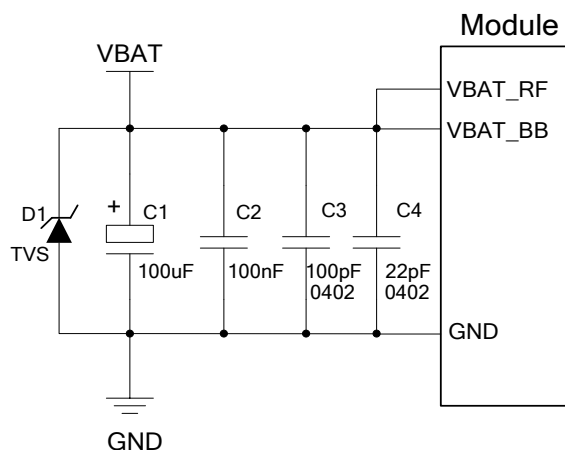 Module
VBAT
VBAT_RF
VBAT_BB
D1
TVS
+
C1
100uF
C2
100nF
C3
100pF
0402
C4
22pF
0402
GND
GND